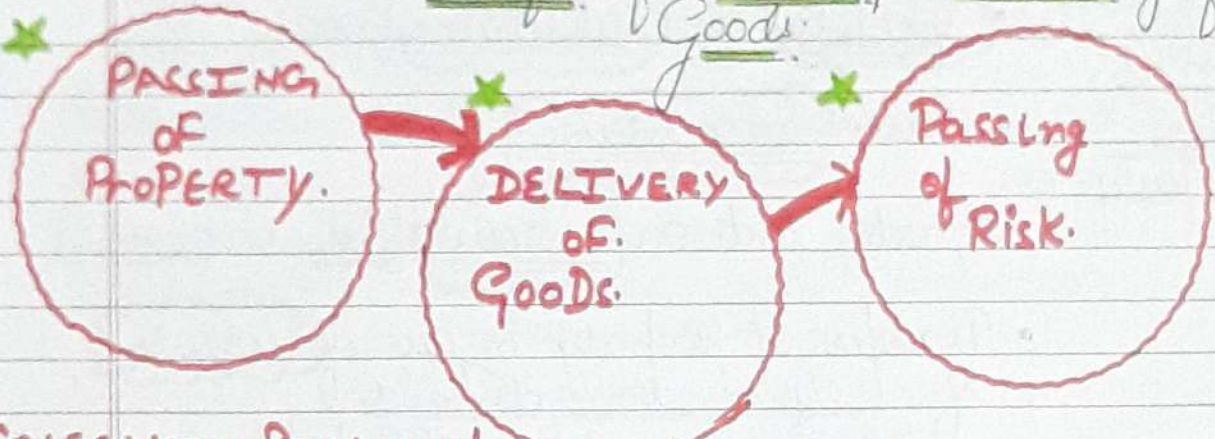 Goods.
PASSING
of
PROPERTY.
DELIVERY
of.
GOODS.
Passing
of
Risk.